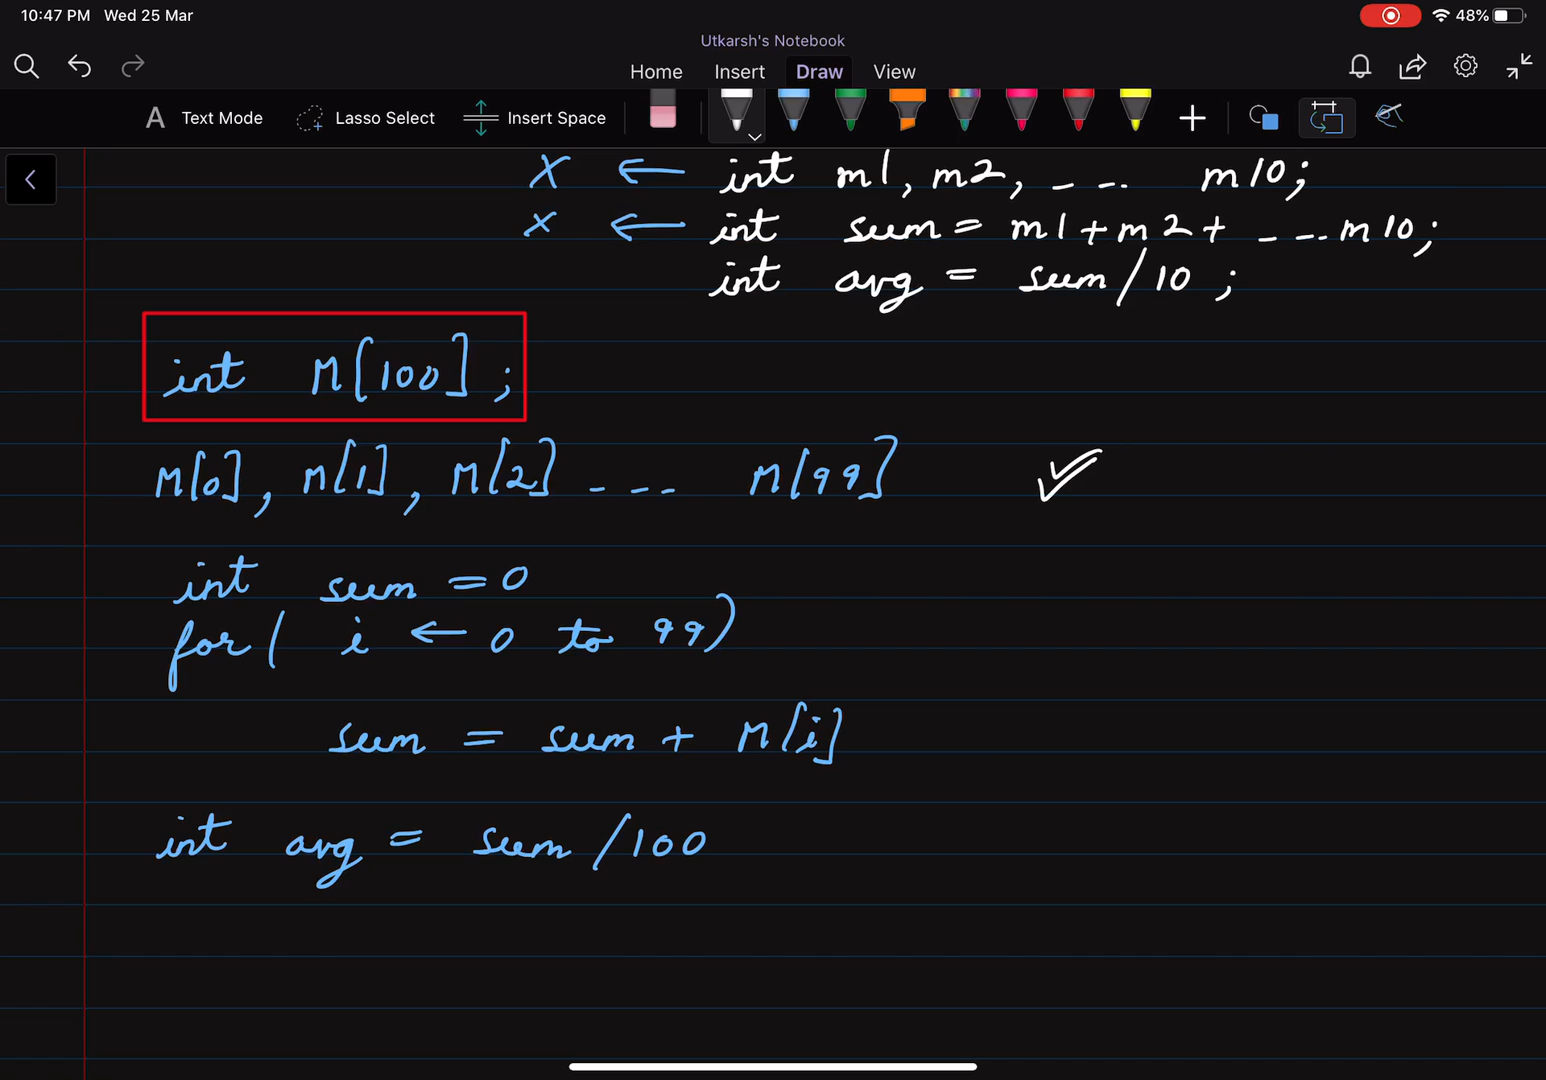 10:47 PM Wed 25 Mar 48%
Utkarsh's Notebook
Home Insert Draw View
Text Mode Lasso Select Insert Space
X ← int m1, m2, _ _ .. m10;
x ← int sum = m1 + m2 + _ _ .. m10;
int avg = sum / 10 ;
int M[100] ;
M[0], M[1], M[2] - - - M[99]
int sum = 0
for( i ← 0 to 99)
sum = sum + M[i]
int avg = sum /100